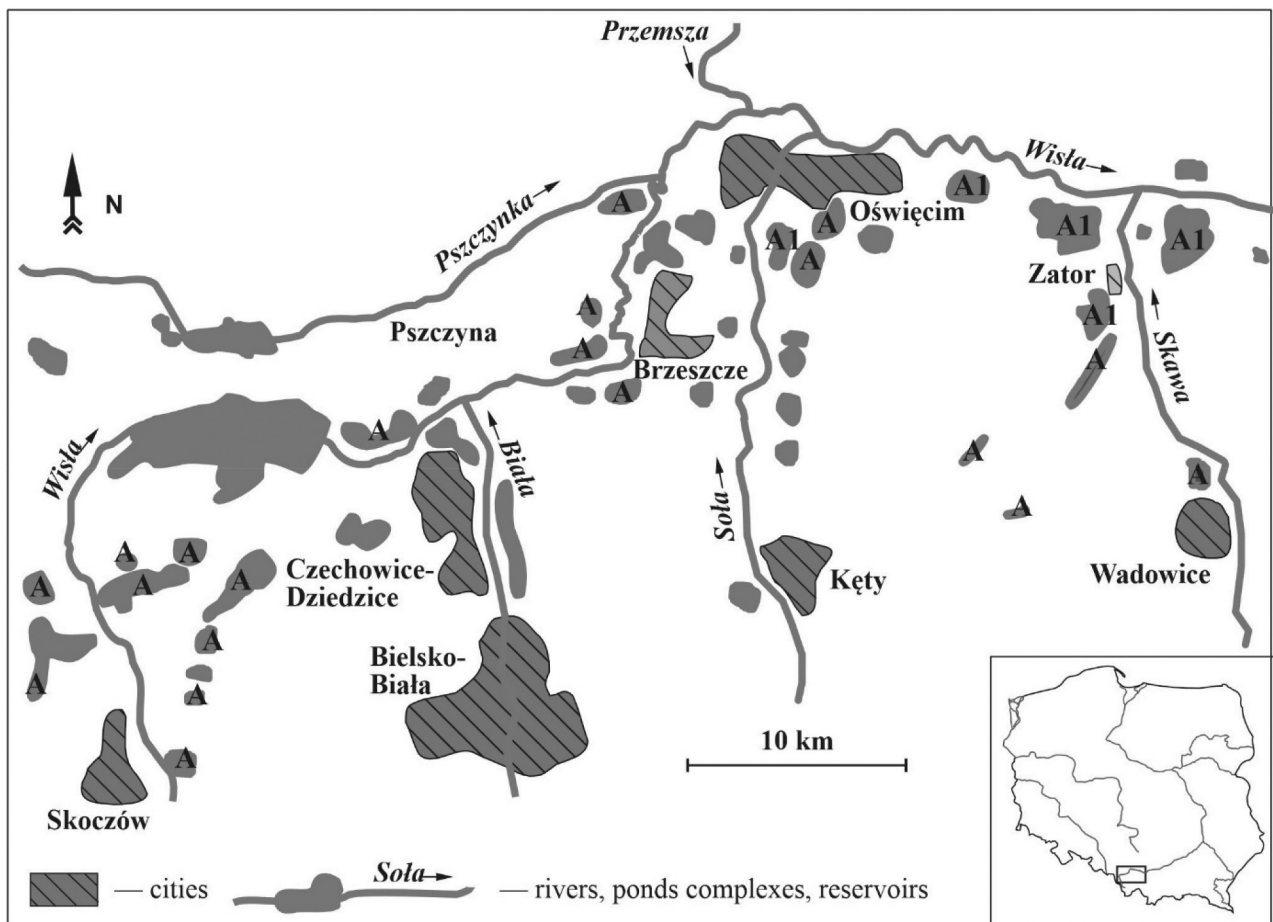 Przemsza
N
Wisła
A1
A
Oświęcim
A1
A
A1
A1
Pszczynka
A
A
Zator
A1
Pszczyna
A
A
Brzeszcze
A
A
Skawa
Wisła
A
Biała
A
A
A
Soła
A
A
A
A
A
Czechowice-
Dziedzice
Kęty
Wadowice
A
A
A
Bielsko-
Biała
A
10 km
Skoczów
— cities
Soła
— rivers, ponds complexes, reservoirs